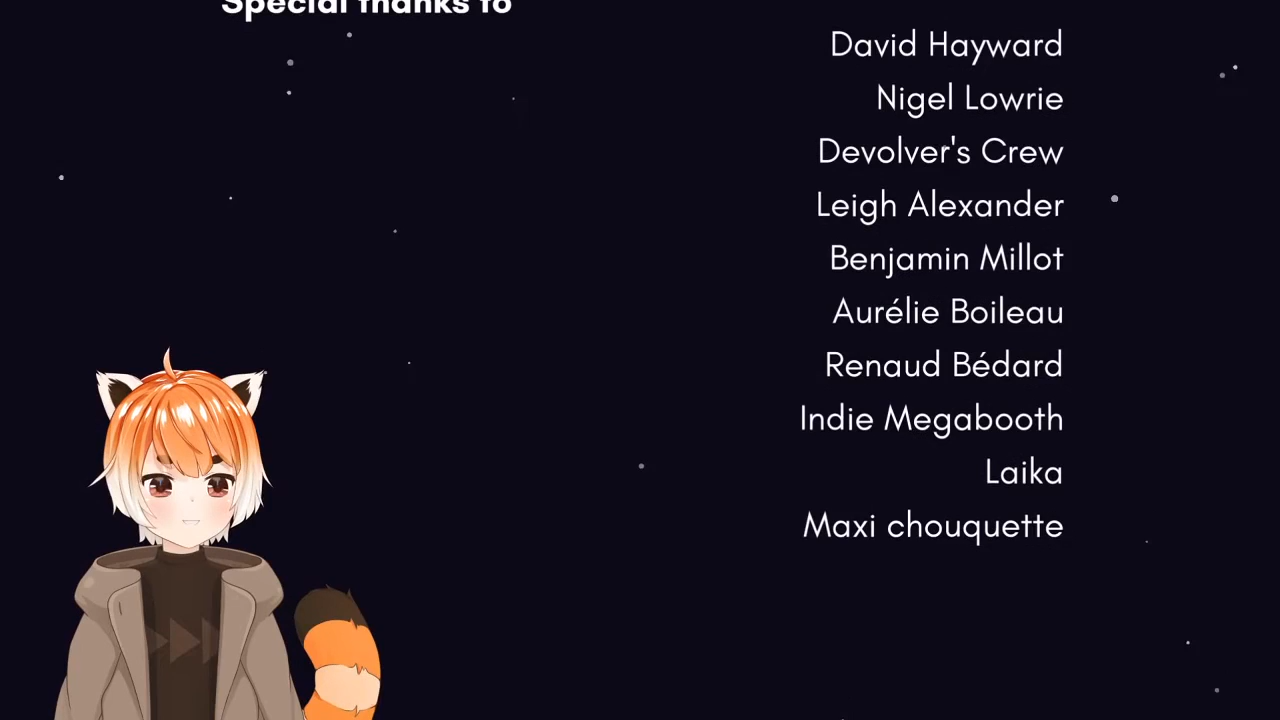 Special thanks to
David Hayward
Nigel Lowrie
Devolver's Crew
Leigh Alexander
Benjamin Millot
Aurélie Boileau
Renaud Bédard
Indie Megabooth
Laika
Maxi chouquette